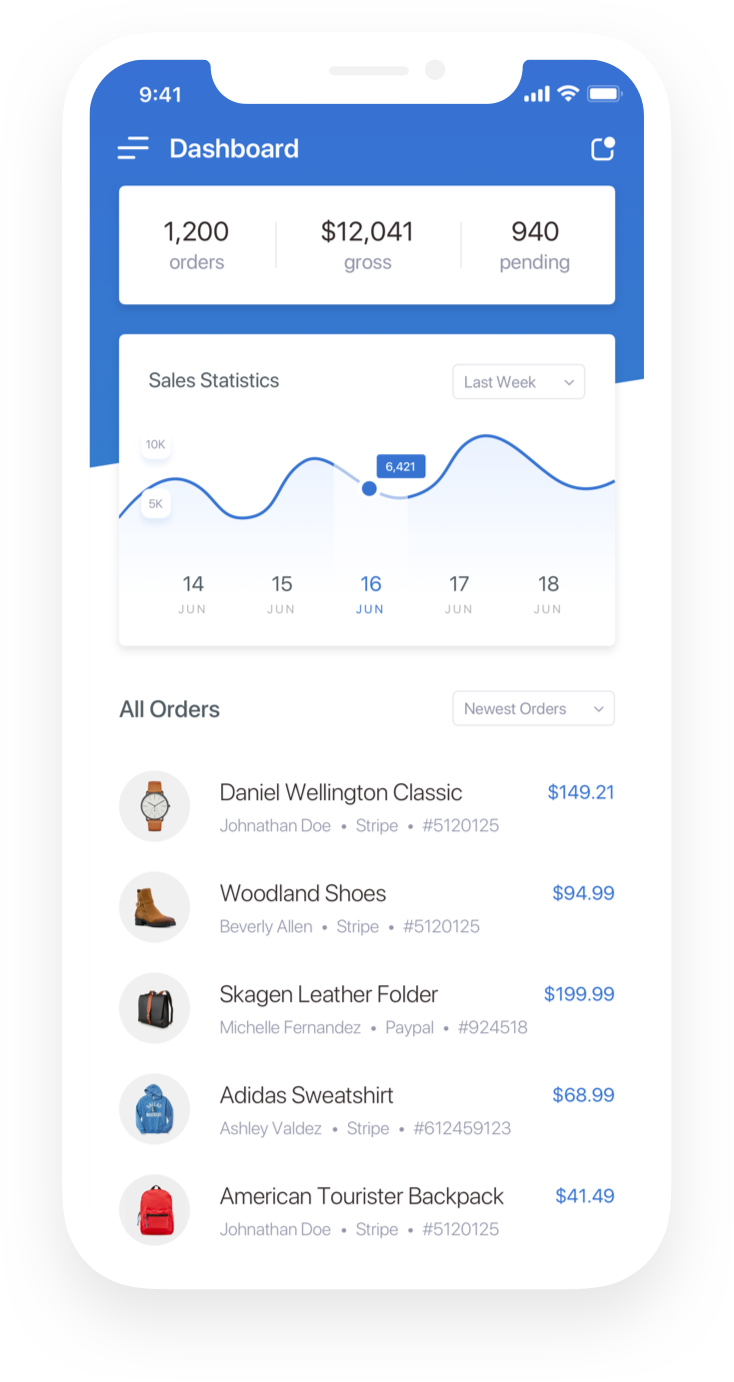 9:41
Dashboard
1,200 $12,041 940
orders gross pending
Sales Statistics Last Week
10K
6,421
5K
14 15 16 17 18
JUN JUN JUN JUN JUN
All Orders Newest Orders
Daniel Wellington Classic $149.21
Johnathan Doe • Stripe • #5120125
Woodland Shoes $94.99
Beverly Allen • Stripe • #5120125
Skagen Leather Folder $199.99
Michelle Fernandez • Paypal • #924518
Adidas Sweatshirt $68.99
Ashley Valdez • Stripe • #612459123
American Tourister Backpack $41.49
Johnathan Doe • Stripe • #5120125